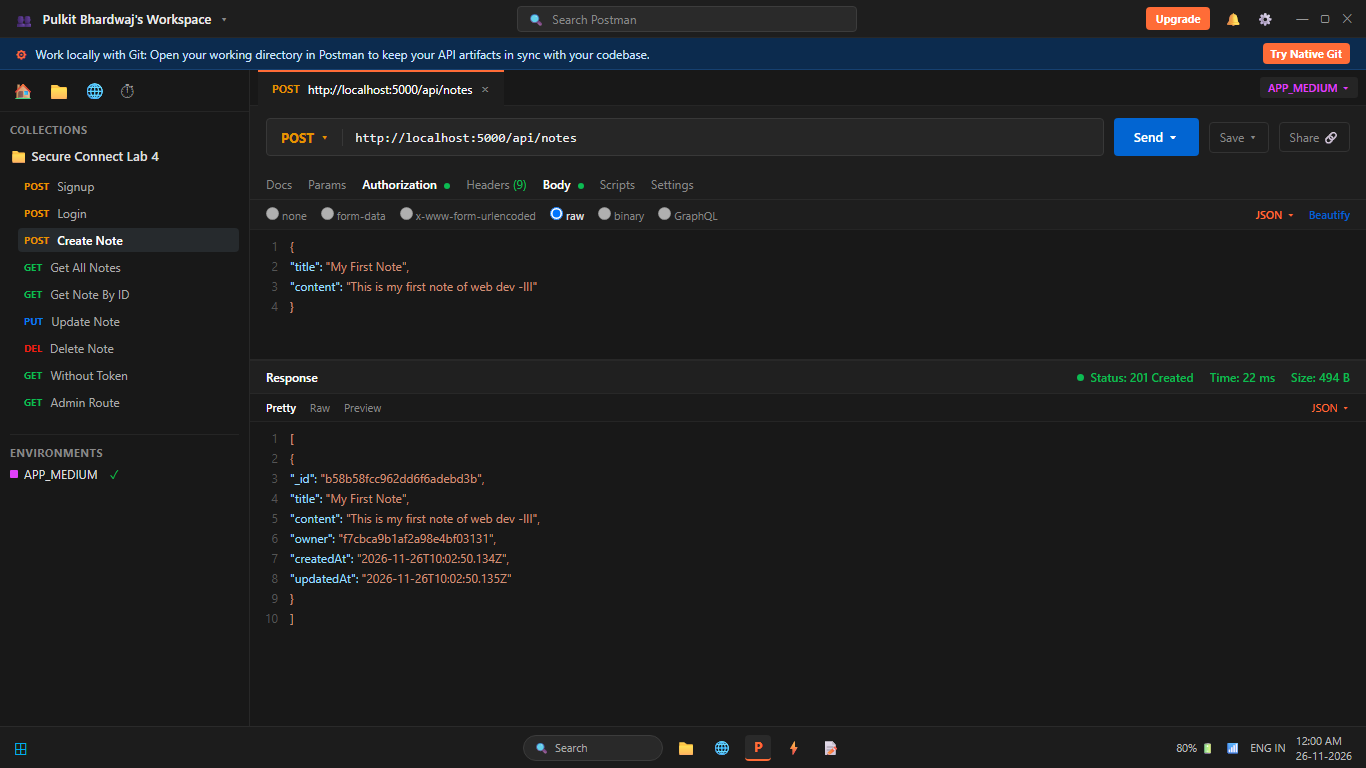 Pulkit Bhardwaj's Workspace
Search Postman
Upgrade
Work locally with Git: Open your working directory in Postman to keep your API artifacts in sync with your codebase.
Try Native Git
POST http://localhost:5000/api/notes ×
APP_MEDIUM
COLLECTIONS
Secure Connect Lab 4
POST Signup
POST Login
POST Create Note
GET Get All Notes
GET Get Note By ID
PUT Update Note
DEL Delete Note
GET Without Token
GET Admin Route
ENVIRONMENTS
APP_MEDIUM ✓
POST http://localhost:5000/api/notes
Send
Save
Share
Docs Params Authorization Headers (9) Body Scripts Settings
none form-data x-www-form-urlencoded raw binary GraphQL
JSON Beautify
1 {
2 "title": "My First Note",
3 "content": "This is my first note of web dev -III"
4 }
Response
Status: 201 Created Time: 22 ms Size: 494 B
Pretty Raw Preview
JSON
1 [
2 {
3 "_id": "b58b58fcc962dd6f6adebd3b",
4 "title": "My First Note",
5 "content": "This is my first note of web dev -III",
6 "owner": "f7cbca9b1af2a98e4bf03131",
7 "createdAt": "2026-11-26T10:02:50.134Z",
8 "updatedAt": "2026-11-26T10:02:50.135Z"
9 }
10 ]
Search
P
80%
ENG IN
12:00 AM
26-11-2026